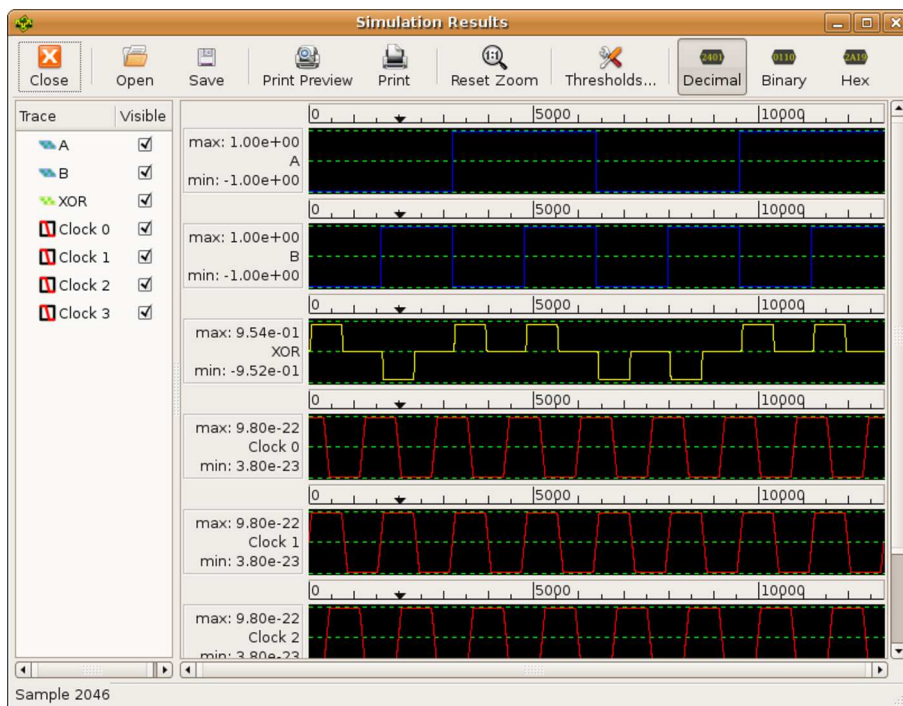 Simulation Results
Close Open Save Print Preview Print Reset Zoom Thresholds... Decimal Binary Hex
Trace Visible
A
B
XOR
Clock 0
Clock 1
Clock 2
Clock 3
0 5000 10000
max: 1.00e+00
A
min: -1.00e+00
0 5000 10000
max: 1.00e+00
B
min: -1.00e+00
0 5000 10000
max: 9.54e-01
XOR
min: -9.52e-01
0 5000 10000
max: 9.80e-22
Clock 0
min: 3.80e-23
0 5000 10000
max: 9.80e-22
Clock 1
min: 3.80e-23
0 5000 10000
max: 9.80e-22
Clock 2
min: 3.80e-23
Sample 2046